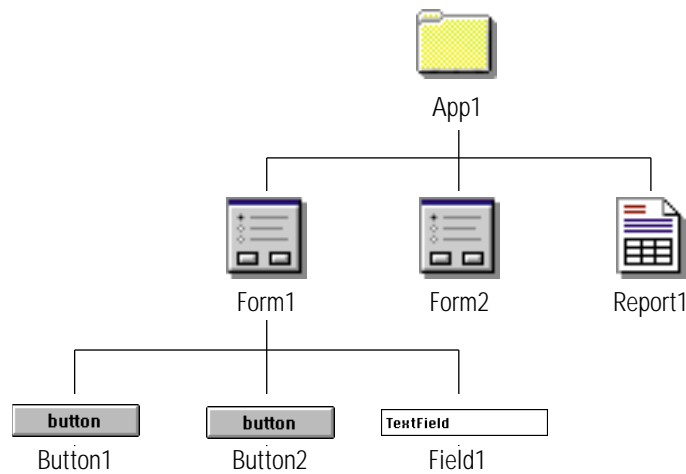 App1
Form1
Form2
Report1
button
button
TextField
Button1
Button2
Field1